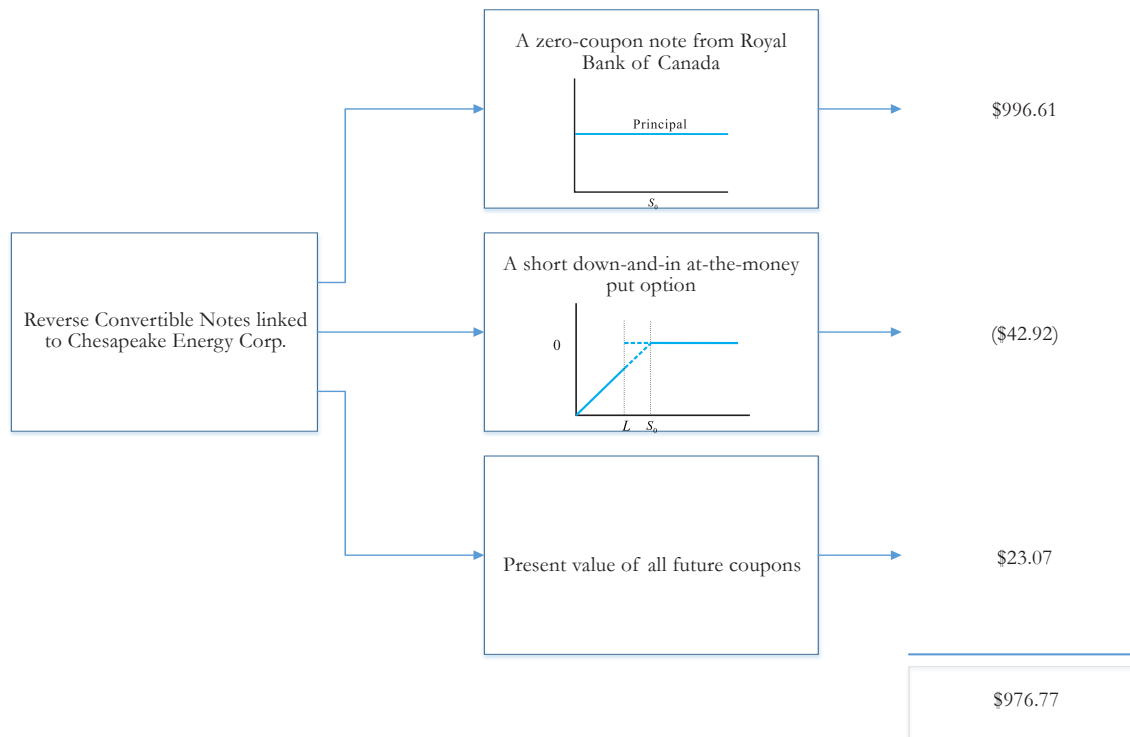 A zero-coupon note from Royal
Bank of Canada
Principal
S₀
$996.61
Reverse Convertible Notes linked
to Chesapeake Energy Corp.
A short down-and-in at-the-money
put option
0
L S₀
($42.92)
Present value of all future coupons
$23.07
$976.77